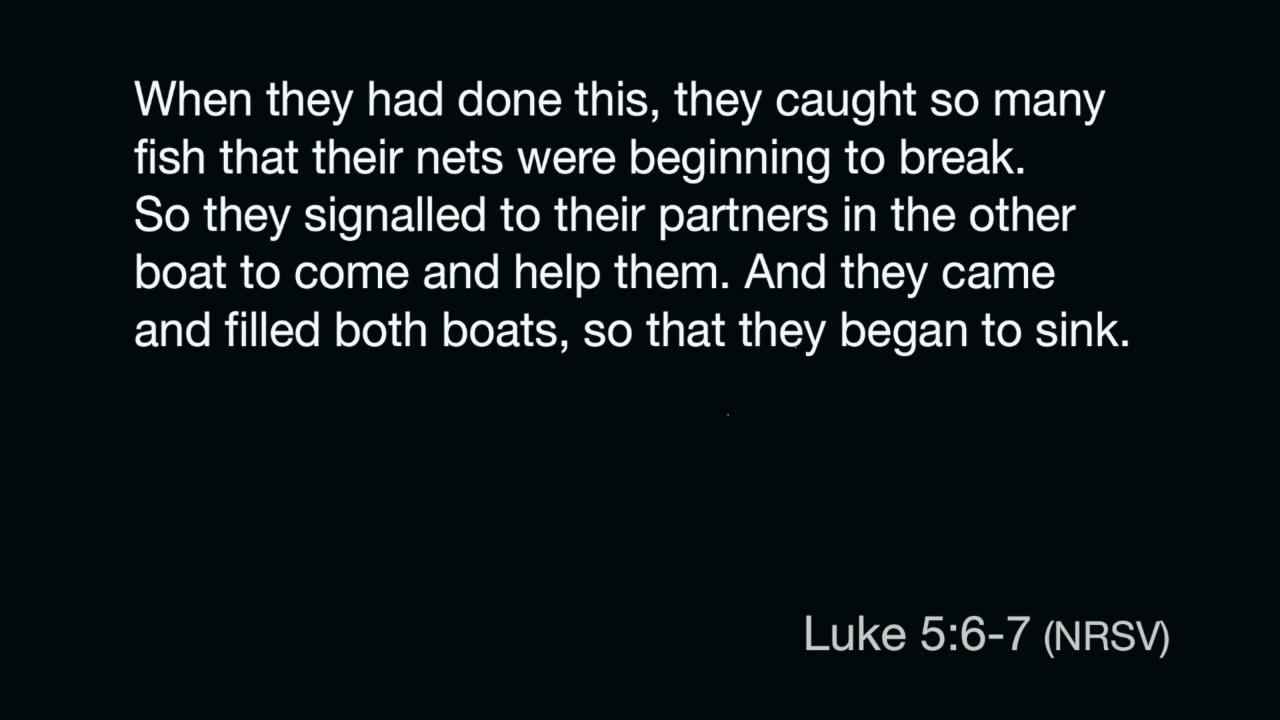 When they had done this, they caught so many
fish that their nets were beginning to break.
So they signalled to their partners in the other
boat to come and help them. And they came
and filled both boats, so that they began to sink.
Luke 5:6-7 (NRSV)